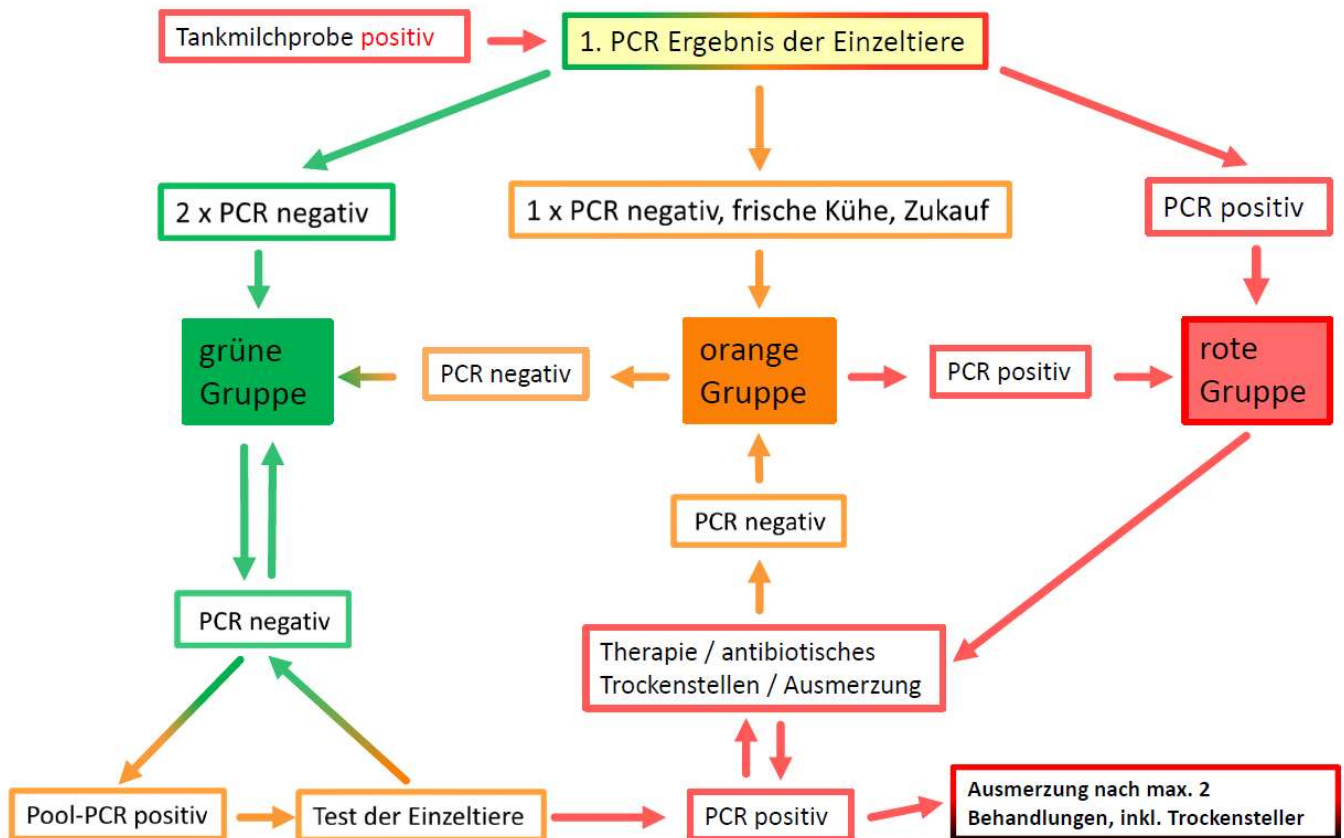 Tankmilchprobe positiv
1. PCR Ergebnis der Einzeltiere
2 x PCR negativ
1 x PCR negativ, frische Kühe, Zukauf
PCR positiv
grüne
Gruppe
PCR negativ
orange
Gruppe
PCR positiv
rote
Gruppe
PCR negativ
PCR negativ
Therapie / antibiotisches
Trockenstellen / Ausmerzung
Pool-PCR positiv
Test der Einzeltiere
PCR positiv
Ausmerzung nach max. 2
Behandlungen, inkl. Trockensteller